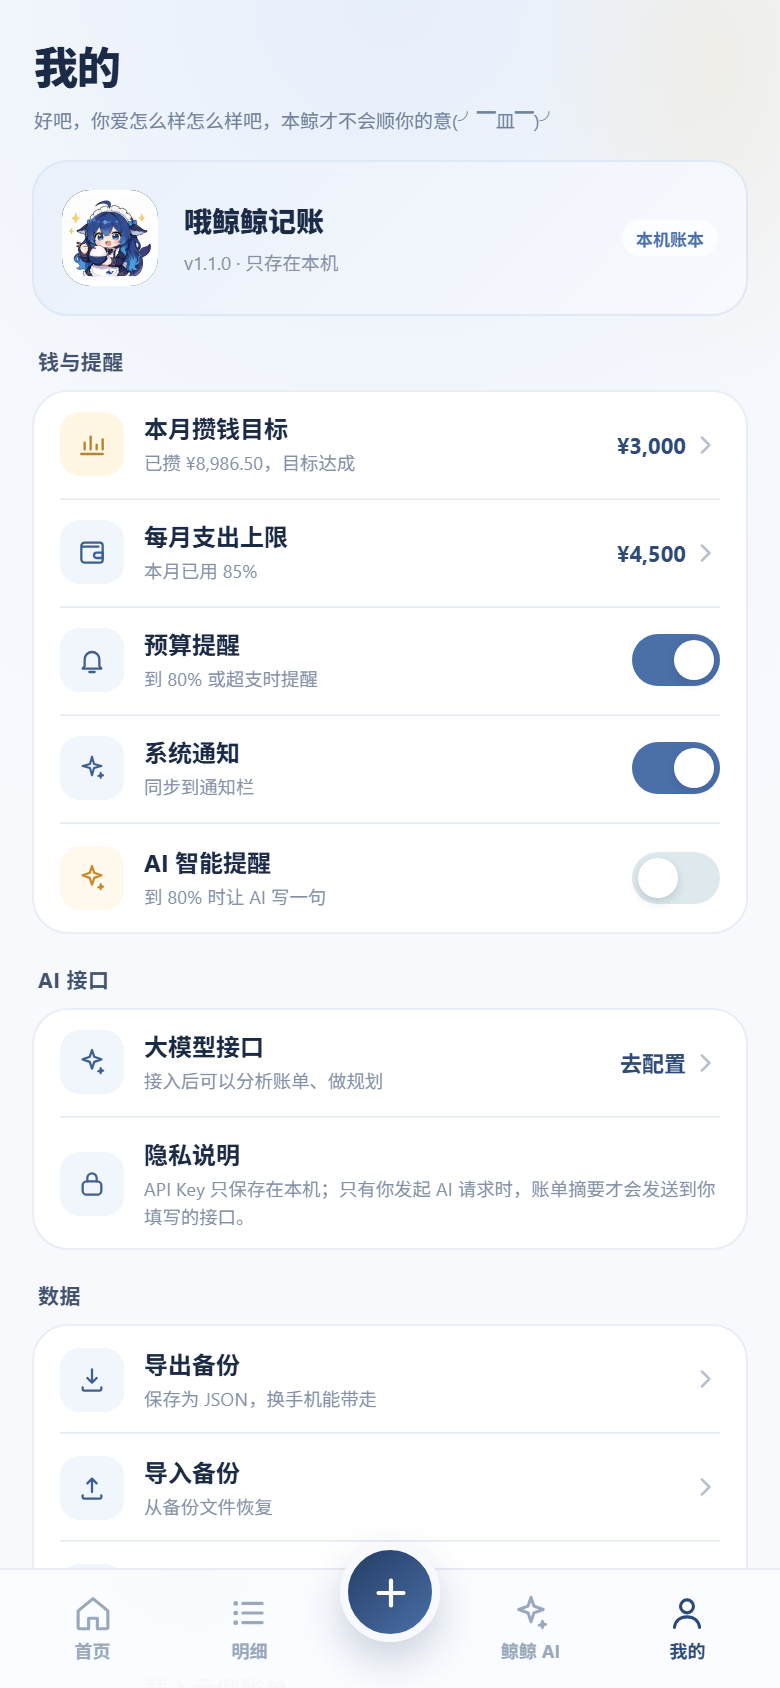 我的
好吧，你爱怎么样怎么样吧，本鲸才不会顺你的意(╯￣皿￣)╯
哦鲸鲸记账
v1.1.0 · 只存在本机
本机账本
钱与提醒
本月攒钱目标
已攒 ¥8,986.50，目标达成
¥3,000
每月支出上限
本月已用 85%
¥4,500
预算提醒
到 80% 或超支时提醒
系统通知
同步到通知栏
AI 智能提醒
到 80% 时让 AI 写一句
AI 接口
大模型接口
接入后可以分析账单、做规划
去配置
隐私说明
API Key 只保存在本机；只有你发起 AI 请求时，账单摘要才会发送到你
填写的接口。
数据
导出备份
保存为 JSON，换手机能带走
导入备份
从备份文件恢复
首页
明细
鲸鲸 AI
我的